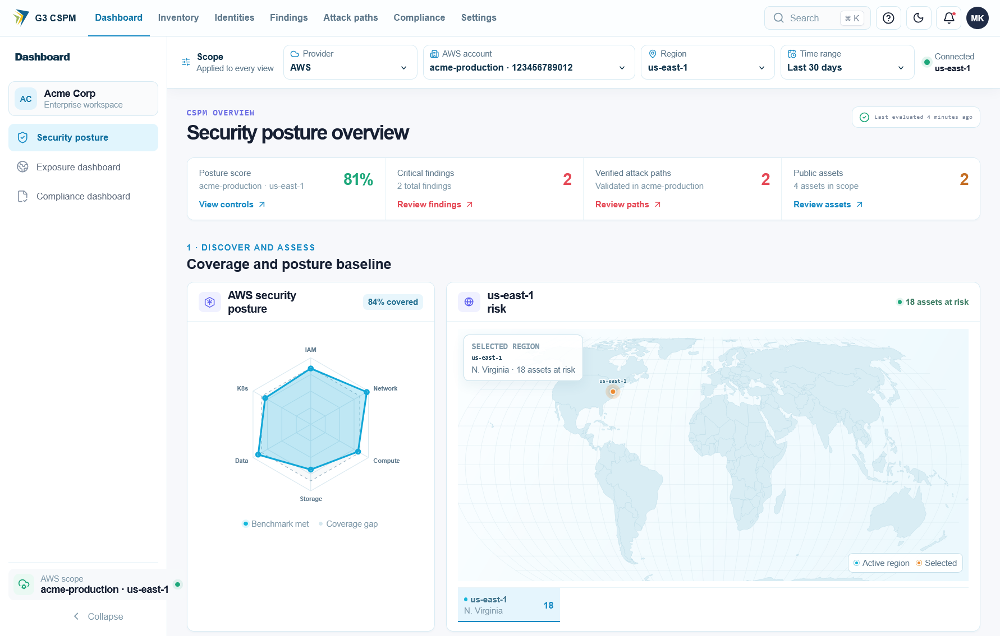 G3 CSPM
Dashboard
Inventory
Identities
Findings
Attack paths
Compliance
Settings
Search
⌘ K
MK
Dashboard
AC
Acme Corp
Enterprise workspace
Security posture
Exposure dashboard
Compliance dashboard
AWS scope
acme-production · us-east-1
Collapse
Scope
Applied to every view
Provider
AWS
AWS account
acme-production · 123456789012
Region
us-east-1
Time range
Last 30 days
Connected
us-east-1
CSPM OVERVIEW
Security posture overview
Last evaluated 4 minutes ago
Posture score
acme-production · us-east-1
81%
View controls
Critical findings
2 total findings
2
Review findings
Verified attack paths
Validated in acme-production
2
Review paths
Public assets
4 assets in scope
2
Review assets
1 · DISCOVER AND ASSESS
Coverage and posture baseline
AWS security
posture
84% covered
IAM
Network
Compute
Storage
Data
K8s
Benchmark met
Coverage gap
us-east-1
risk
18 assets at risk
SELECTED REGION
us-east-1
N. Virginia · 18 assets at risk
us-east-1
Active region
Selected
us-east-1
N. Virginia
18